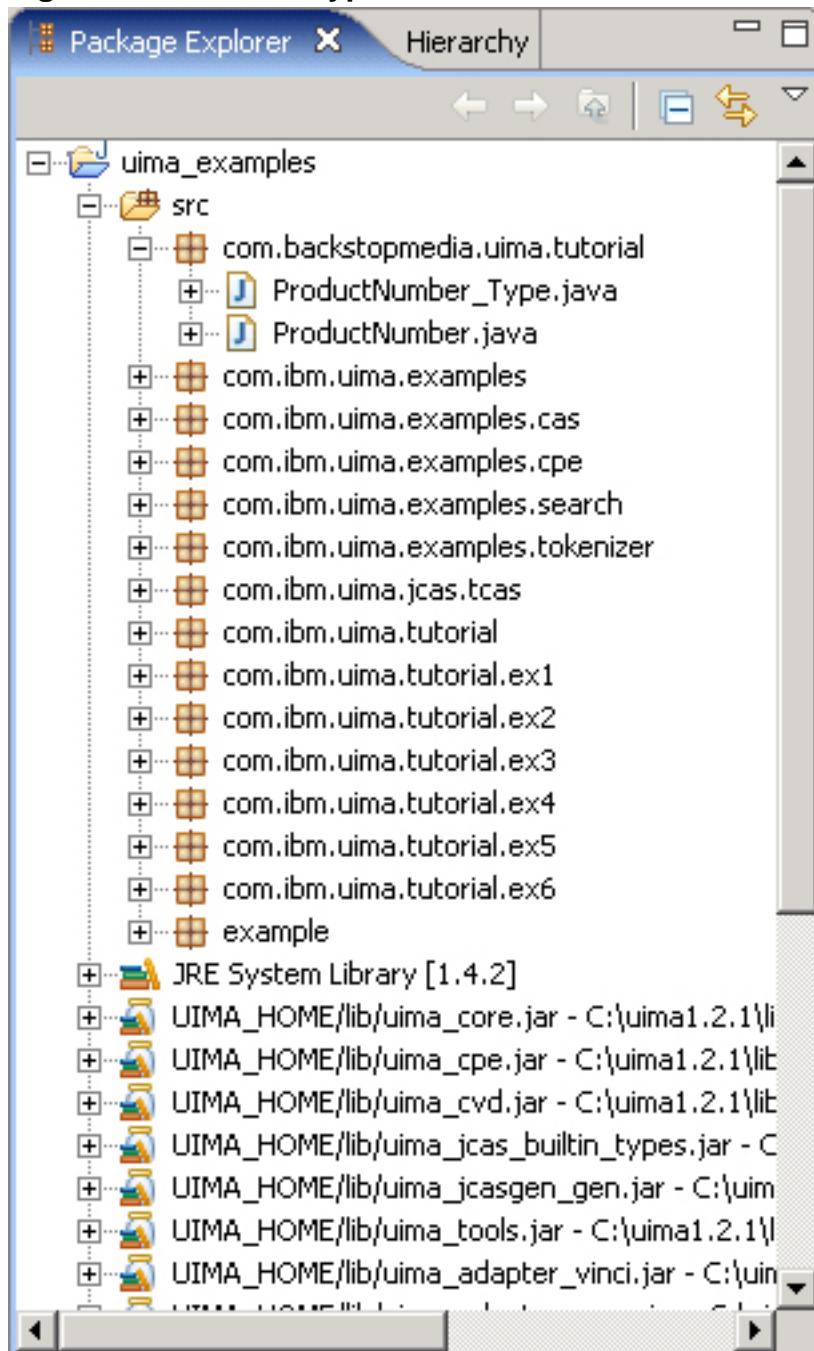 Package Explorer Hierarchy
uima_examples
src
com.backstopmedia.uima.tutorial
ProductNumber_Type.java
ProductNumber.java
com.ibm.uima.examples
com.ibm.uima.examples.cas
com.ibm.uima.examples.cpe
com.ibm.uima.examples.search
com.ibm.uima.examples.tokenizer
com.ibm.uima.jcas.tcas
com.ibm.uima.tutorial
com.ibm.uima.tutorial.ex1
com.ibm.uima.tutorial.ex2
com.ibm.uima.tutorial.ex3
com.ibm.uima.tutorial.ex4
com.ibm.uima.tutorial.ex5
com.ibm.uima.tutorial.ex6
example
JRE System Library [1.4.2]
UIMA_HOME/lib/uima_core.jar - C:\uima1.2.1\li
UIMA_HOME/lib/uima_cpe.jar - C:\uima1.2.1\lib
UIMA_HOME/lib/uima_cvd.jar - C:\uima1.2.1\lib
UIMA_HOME/lib/uima_jcas_builtin_types.jar - C
UIMA_HOME/lib/uima_jcasgen_gen.jar - C:\uim
UIMA_HOME/lib/uima_tools.jar - C:\uima1.2.1\l
UIMA_HOME/lib/uima_adapter_vinci.jar - C:\uin